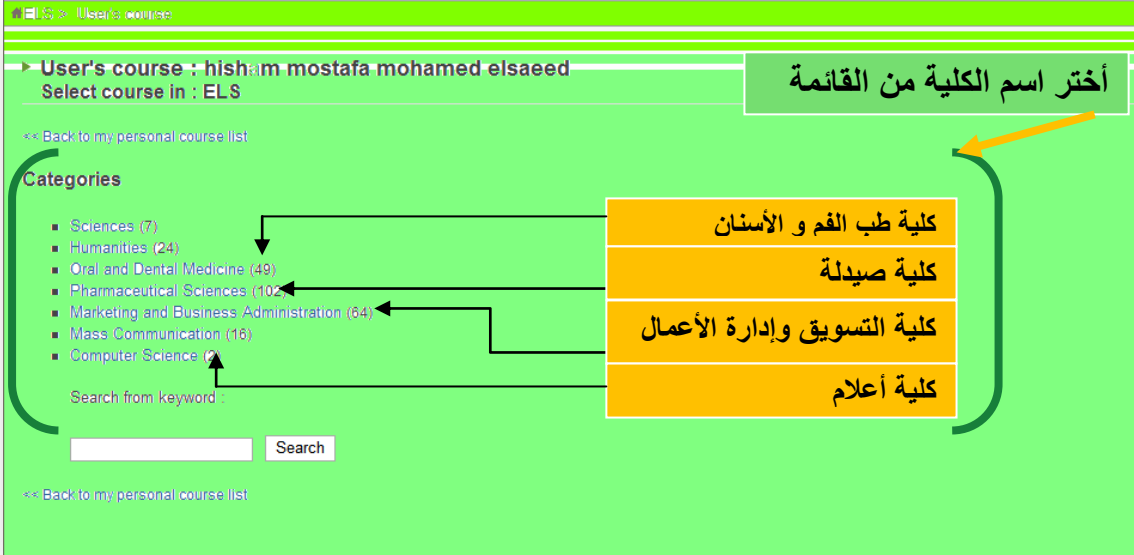 ELS > User's course
User's course : hisham mostafa mohamed elsaeed
Select course in : ELS
أختر اسم الكلية من القائمة
<< Back to my personal course list
Categories
Sciences (7)
Humanities (24)
Oral and Dental Medicine (49)
Pharmaceutical Sciences (102)
Marketing and Business Administration (64)
Mass Communication (16)
Computer Science (2)
كلية طب الفم و الأسنان
كلية صيدلة
كلية التسويق وإدارة الأعمال
كلية أعلام
Search from keyword :
Search
<< Back to my personal course list